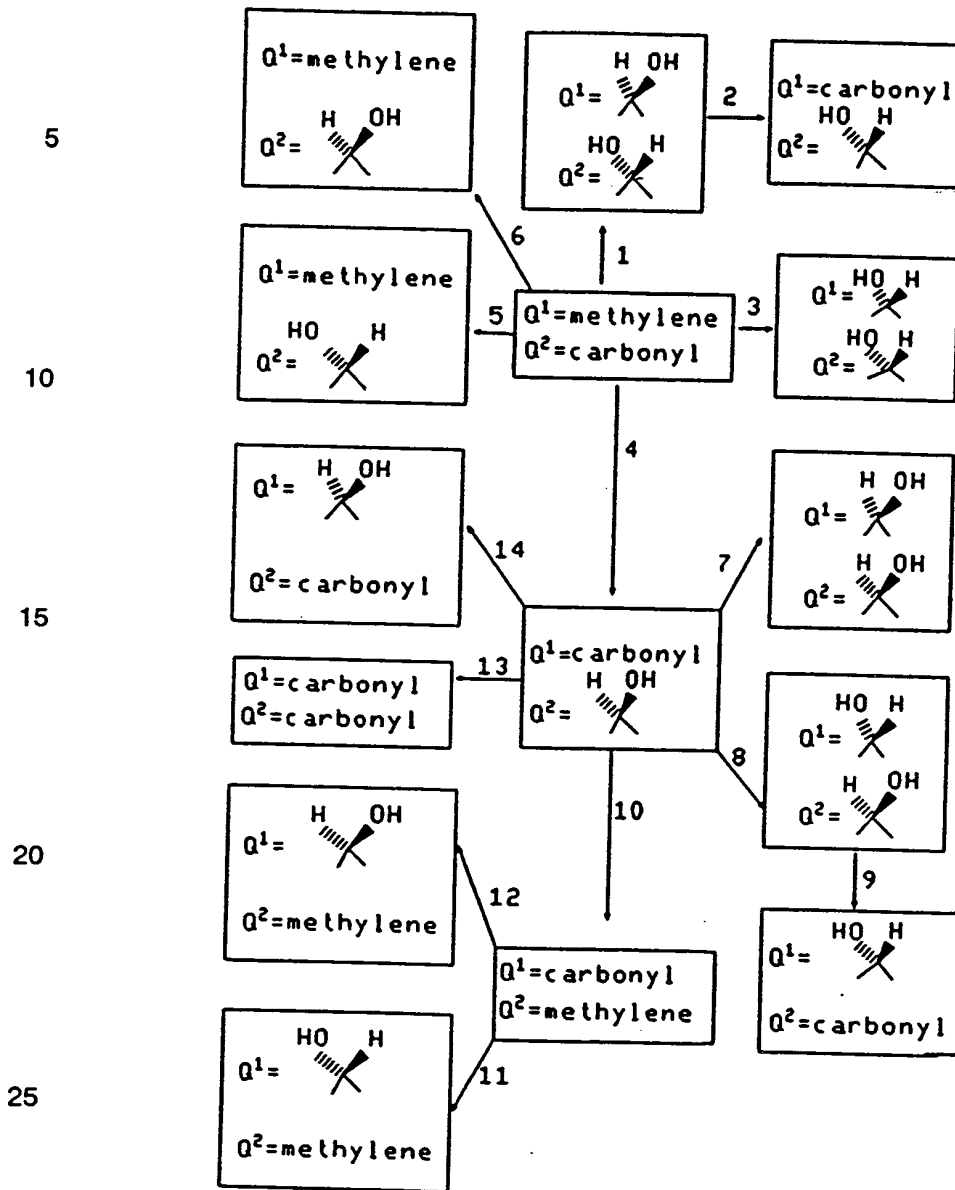 Q¹=methylene
H OH
Q²=
H OH
Q¹=
HO H
Q²=
2
Q¹=carbonyl
HO H
Q²=
5
6
1
Q¹=methylene
HO H
Q²=
5
Q¹=methylene
Q²=carbonyl
3
HO H
Q¹=
HO H
Q²=
10
4
H OH
Q¹=
Q²=carbonyl
14
7
H OH
Q¹=
H OH
Q²=
15
Q¹=carbonyl
Q²=carbonyl
13
Q¹=carbonyl
H OH
Q²=
8
HO H
Q¹=
H OH
Q²=
10
H OH
Q¹=
Q²=methylene
20
12
9
Q¹=carbonyl
Q²=methylene
HO H
Q¹=
Q²=carbonyl
HO H
Q¹=
Q²=methylene
11
25